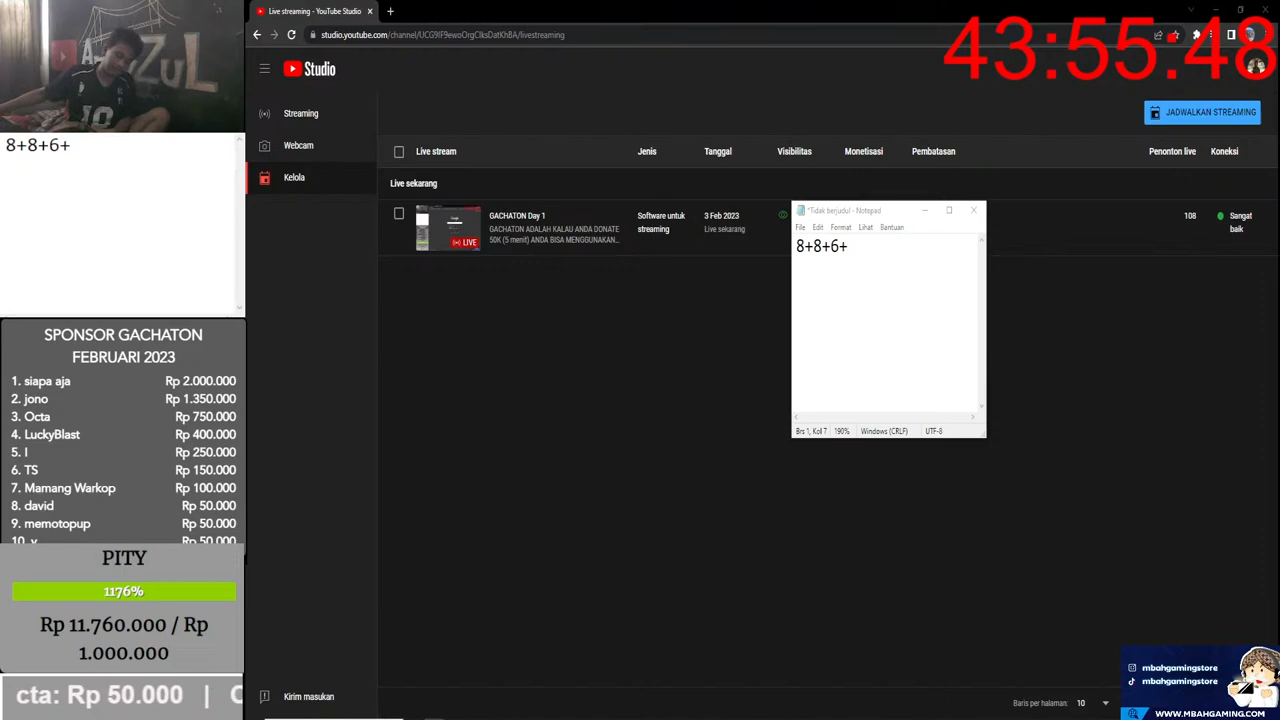 Live streaming - YouTube Studio
studio.youtube.com/channel/UCG9IF9ewoOrgClksDatKhBA/livestreaming
43:55:48
Studio
JADWALKAN STREAMING
Streaming
Webcam
Kelola
Live stream
Jenis
Tanggal
Visibilitas
Monetisasi
Pembatasan
Penonton live
Koneksi
Live sekarang
LIVE
GACHATON Day 1
GACHATON ADALAH KALAU ANDA DONATE
50K (5 menit) ANDA BISA MENGGUNAKAN...
Software untuk
streaming
3 Feb 2023
Live sekarang
108
Sangat
baik
*Tidak berjudul - Notepad
File Edit Format Lihat Bantuan
8+8+6+
Brs 1, Kol 7 190% Windows (CRLF) UTF-8
8+8+6+
SPONSOR GACHATON
FEBRUARI 2023
1. siapa aja Rp 2.000.000
2. jono Rp 1.350.000
3. Octa Rp 750.000
4. LuckyBlast Rp 400.000
5. I Rp 250.000
6. TS Rp 150.000
7. Mamang Warkop Rp 100.000
8. david Rp 50.000
9. memotopup Rp 50.000
10. y Rp 50.000
PITY
1176%
Rp 11.760.000 / Rp
1.000.000
cta: Rp 50.000 |
Kirim masukan
Baris per halaman: 10
mbahgamingstore
mbahgamingstore
WWW.MBAHGAMING.COM